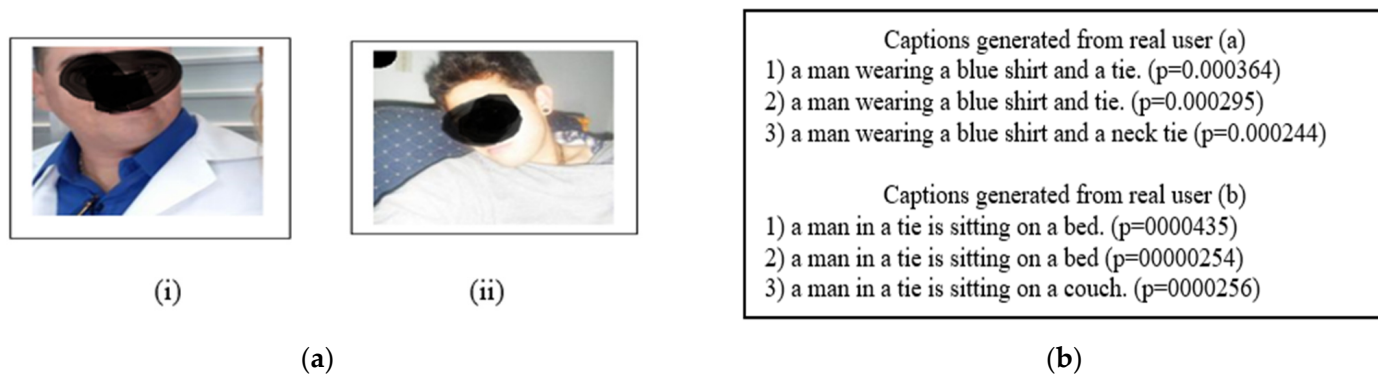 (i)
(ii)
(a)
Captions generated from real user (a)
1) a man wearing a blue shirt and a tie. (p=0.000364)
2) a man wearing a blue shirt and tie. (p=0.000295)
3) a man wearing a blue shirt and a neck tie (p=0.000244)
Captions generated from real user (b)
1) a man in a tie is sitting on a bed. (p=0000435)
2) a man in a tie is sitting on a bed (p=00000254)
3) a man in a tie is sitting on a couch. (p=0000256)
(b)